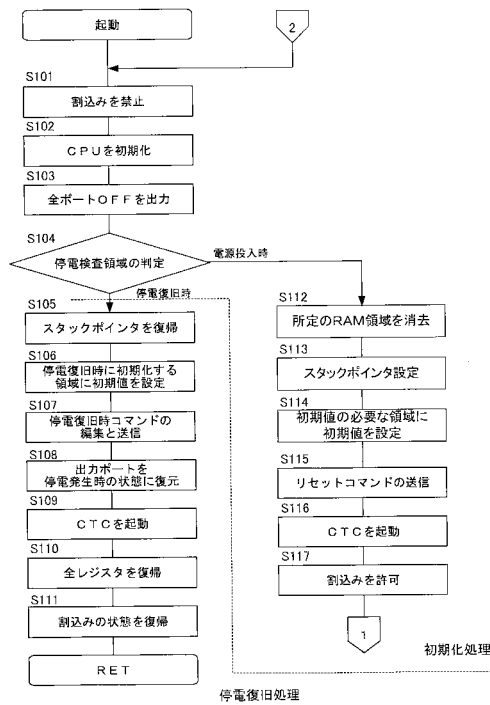 起動
2
S101
割込みを禁止
S102
CPUを初期化
S103
全ポートOFFを出力
S104
停電検査領域の判定
電源投入時
停電復旧時
S105
スタックポインタを復帰
S106
停電復旧時に初期化する
領域に初期値を設定
S107
停電復旧時コマンドの
編集と送信
S108
出力ポートを
停電発生時の状態に復元
S109
CTCを起動
S110
全レジスタを復帰
S111
割込みの状態を復帰
RET
停電復旧処理
S112
所定のRAM領域を消去
S113
スタックポインタ設定
S114
初期値の必要な領域に
初期値を設定
S115
リセットコマンドの送信
S116
CTCを起動
S117
割込みを許可
1
初期化処理